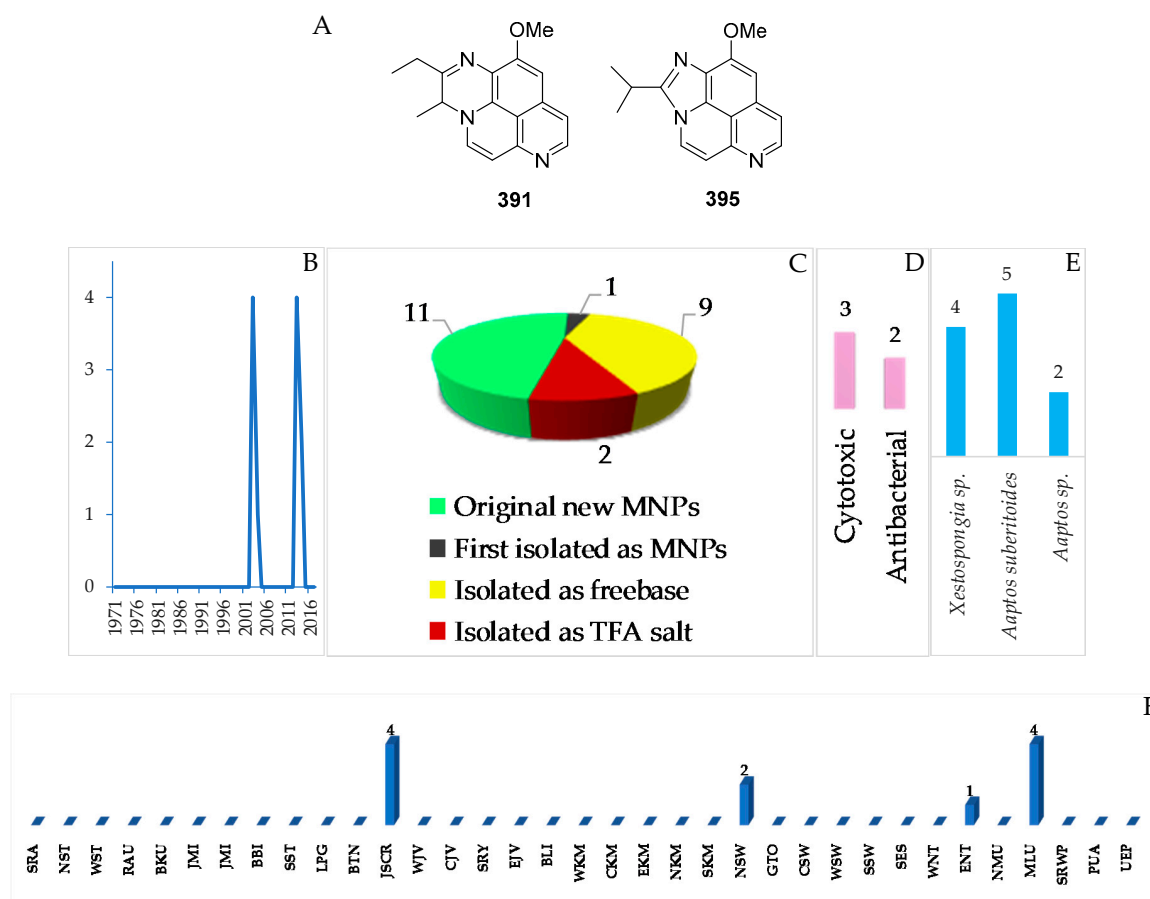 A
OMe
N
N
N
391
OMe
N
N
N
395
B
4
3
2
1
0
1971
1976
1981
1986
1991
1996
2001
2006
2011
2016
C
11
1
9
2
Original new MNPs
First isolated as MNPs
Isolated as freebase
Isolated as TFA salt
D
3
2
Cytotoxic
Antibacterial
E
4
5
2
Xestospongia sp.
Aaptos suberitoides
Aaptos sp.
4
2
1
4
SRA
NST
WST
RAU
BKU
JMI
JMI
BBI
SST
LPG
BTN
JSCR
WJV
CJV
SRY
EJV
BLI
WKM
CKM
EKM
NKM
SKM
NSW
GTO
CSW
WSW
SSW
SES
WNT
ENT
NMU
MLU
SRWP
PUA
UEP